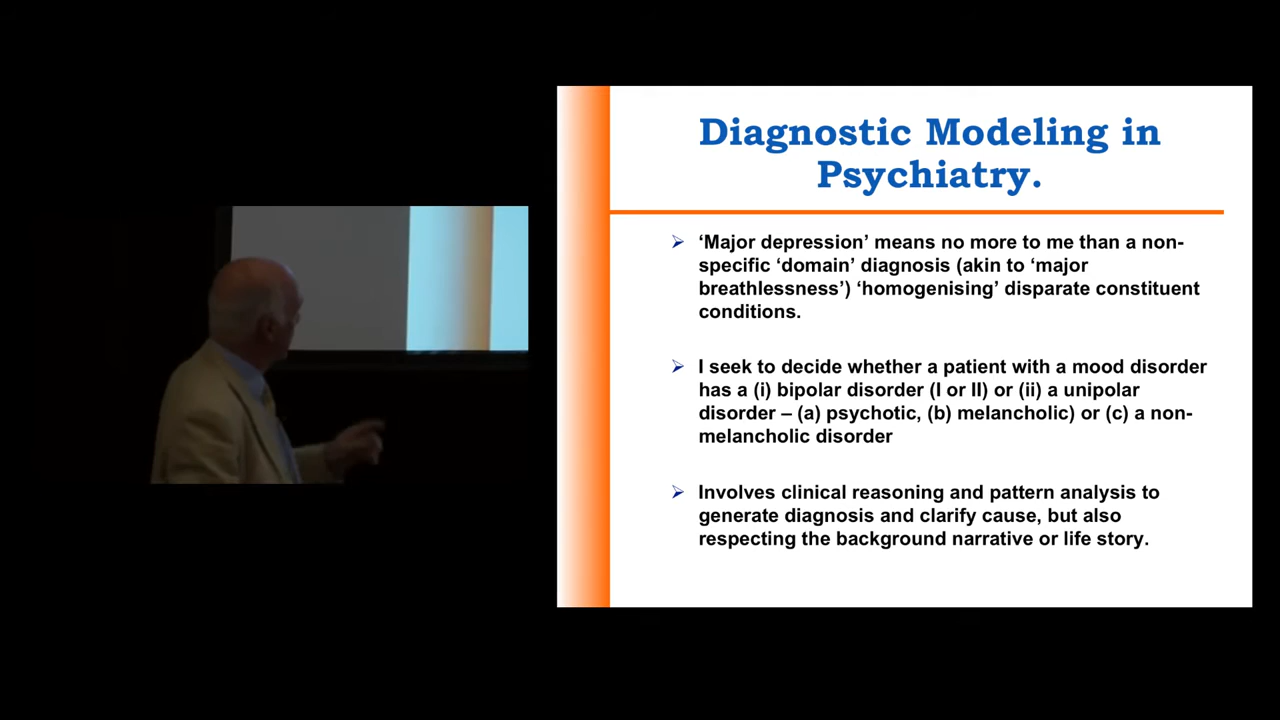 Diagnostic Modeling in
Psychiatry.
‘Major depression’ means no more to me than a non-
specific ‘domain’ diagnosis (akin to ‘major
breathlessness’) ‘homogenising’ disparate constituent
conditions.
I seek to decide whether a patient with a mood disorder
has a (i) bipolar disorder (I or II) or (ii) a unipolar
disorder – (a) psychotic, (b) melancholic) or (c) a non-
melancholic disorder
Involves clinical reasoning and pattern analysis to
generate diagnosis and clarify cause, but also
respecting the background narrative or life story.